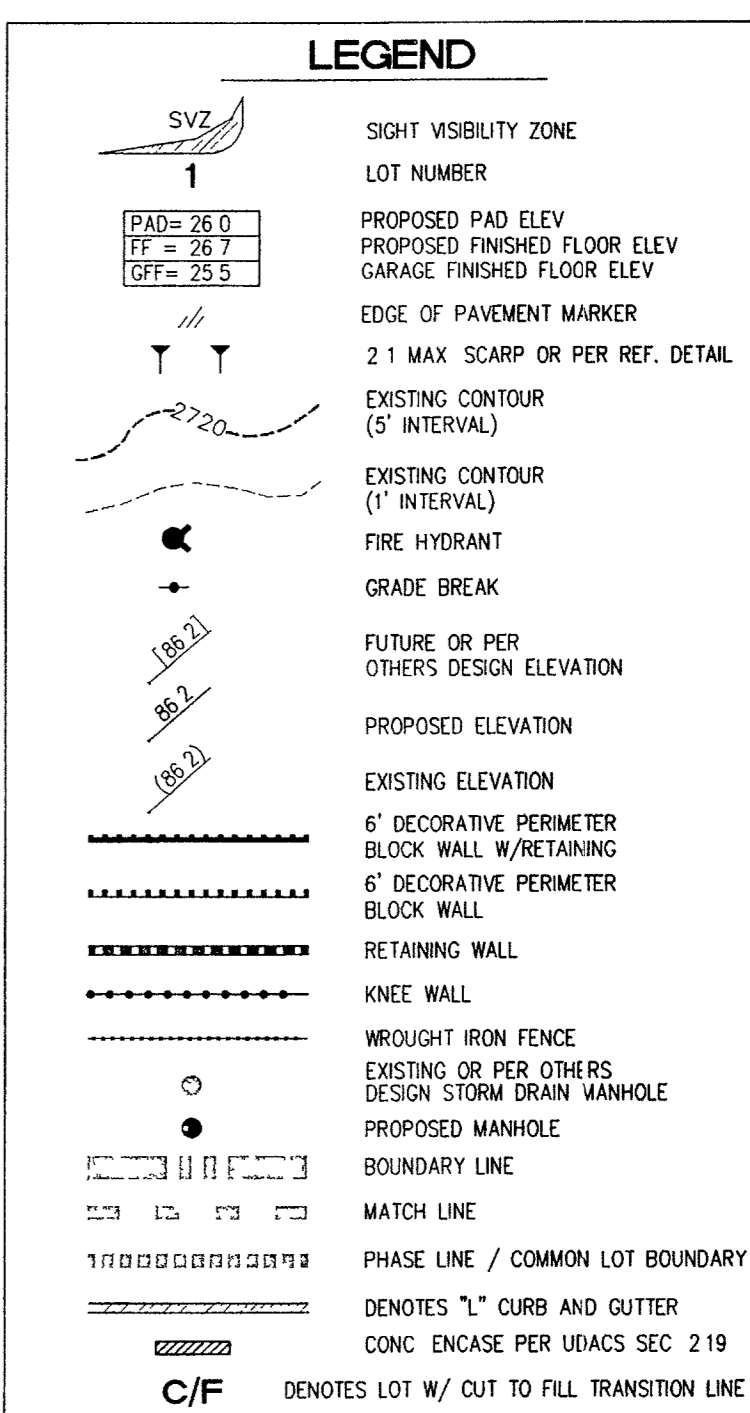 LEGEND
SVZ
SIGHT VISIBILITY ZONE
1
LOT NUMBER
PAD= 26 0
PROPOSED PAD ELEV
FF = 26 7
PROPOSED FINISHED FLOOR ELEV
GFF= 25 5
GARAGE FINISHED FLOOR ELEV
EDGE OF PAVEMENT MARKER
2 1 MAX SCARP OR PER REF. DETAIL
2720
EXISTING CONTOUR
(5' INTERVAL)
EXISTING CONTOUR
(1' INTERVAL)
FIRE HYDRANT
GRADE BREAK
[86 2]
FUTURE OR PER
OTHERS DESIGN ELEVATION
86 2
PROPOSED ELEVATION
(86 2)
EXISTING ELEVATION
6' DECORATIVE PERIMETER
BLOCK WALL W/RETAINING
6' DECORATIVE PERIMETER
BLOCK WALL
RETAINING WALL
KNEE WALL
WROUGHT IRON FENCE
EXISTING OR PER OTHERS
DESIGN STORM DRAIN MANHOLE
PROPOSED MANHOLE
BOUNDARY LINE
MATCH LINE
PHASE LINE / COMMON LOT BOUNDARY
DENOTES "L" CURB AND GUTTER
CONC ENCASE PER UDACS SEC 2 19
C/F
DENOTES LOT W/ CUT TO FILL TRANSITION LINE